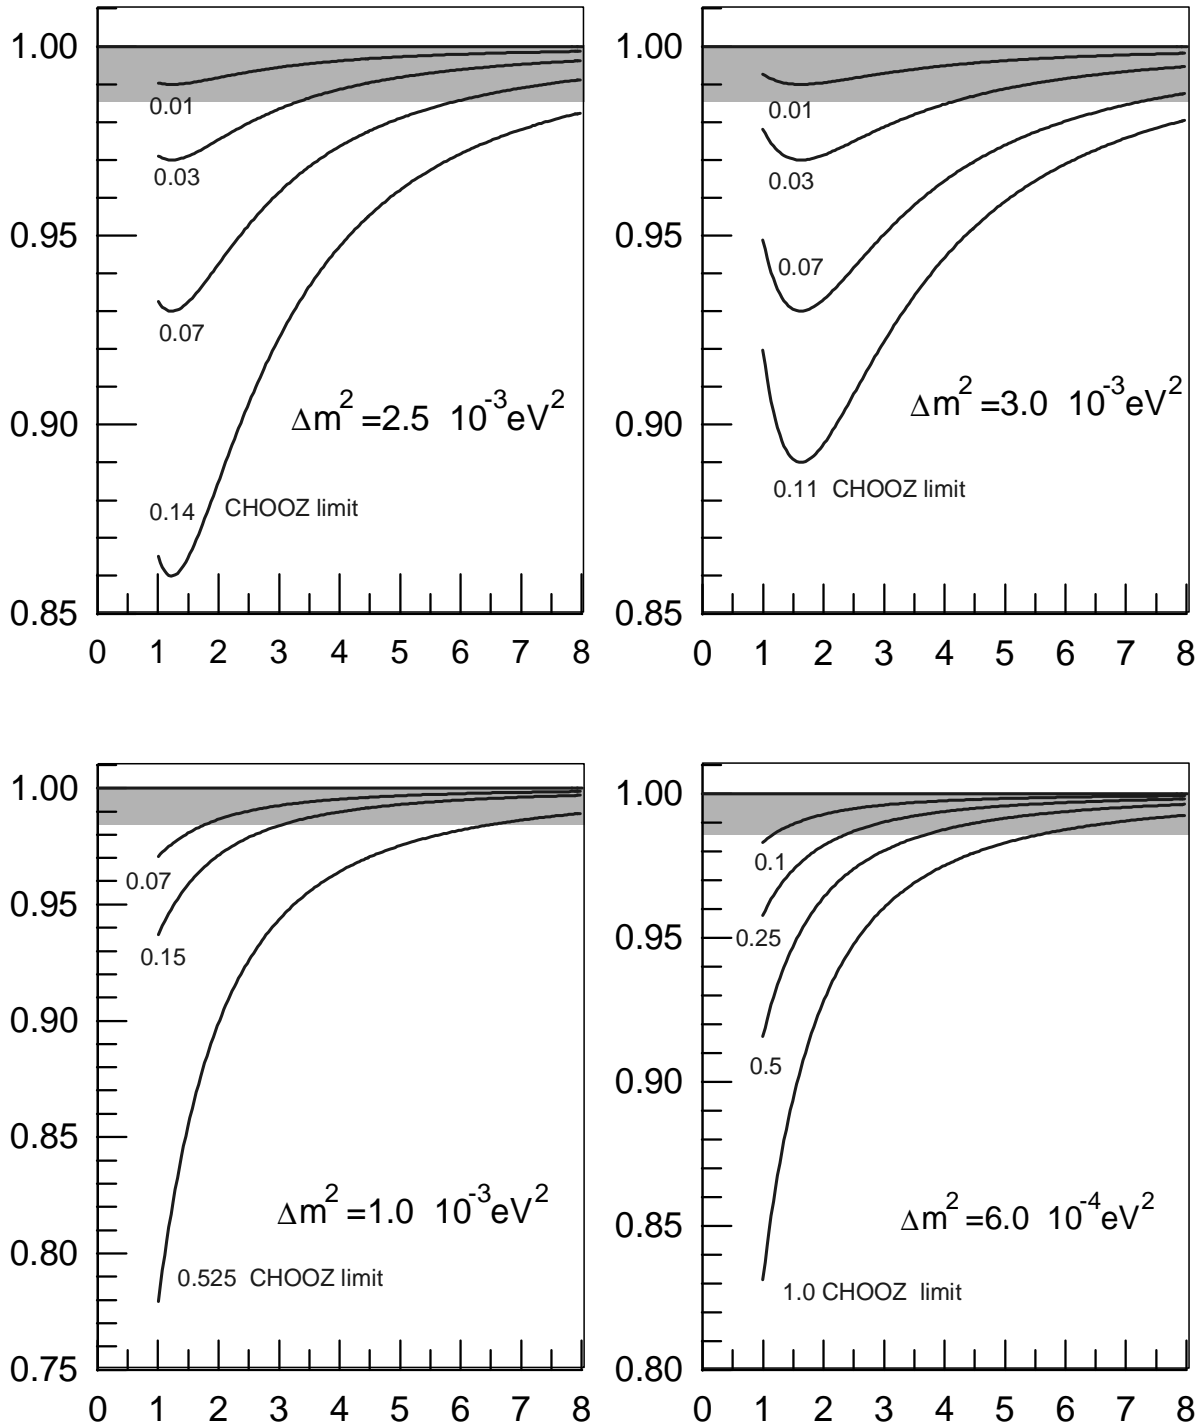 1.00
0.95
0.90
0.85
0.01
0.03
0.07
0.14 CHOOZ limit
Δm² =2.5 10⁻³eV²
0 1 2 3 4 5 6 7 8
1.00
0.95
0.90
0.85
0.01
0.03
0.07
Δm² =3.0 10⁻³eV²
0.11 CHOOZ limit
0 1 2 3 4 5 6 7 8
1.00
0.95
0.90
0.85
0.80
0.75
0.07
0.15
Δm² =1.0 10⁻³eV²
0.525 CHOOZ limit
0 1 2 3 4 5 6 7 8
1.00
0.95
0.90
0.85
0.80
0.1
0.25
0.5
Δm² =6.0 10⁻⁴eV²
1.0 CHOOZ limit
0 1 2 3 4 5 6 7 8